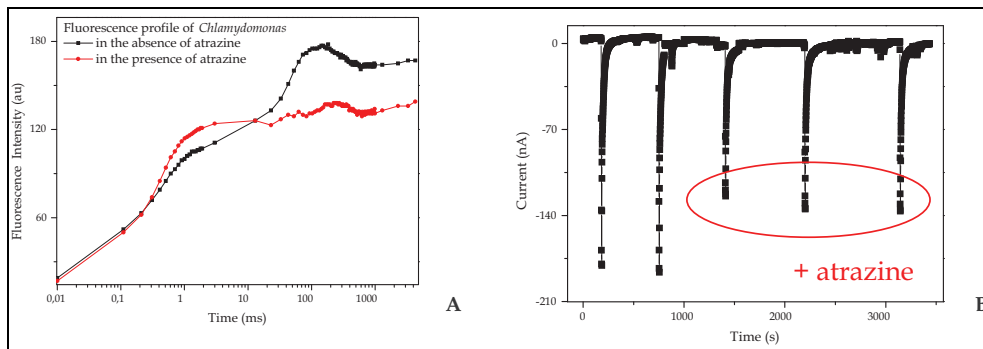 Fluorescence profile of Chlamydomonas
in the absence of atrazine
in the presence of atrazine
180
120
60
Fluorescence Intensity (au)
0,01
0,1
1
10
100
1000
Time (ms)
A
0
-70
-140
-210
Current (nA)
+ atrazine
0
1000
2000
3000
Time (s)